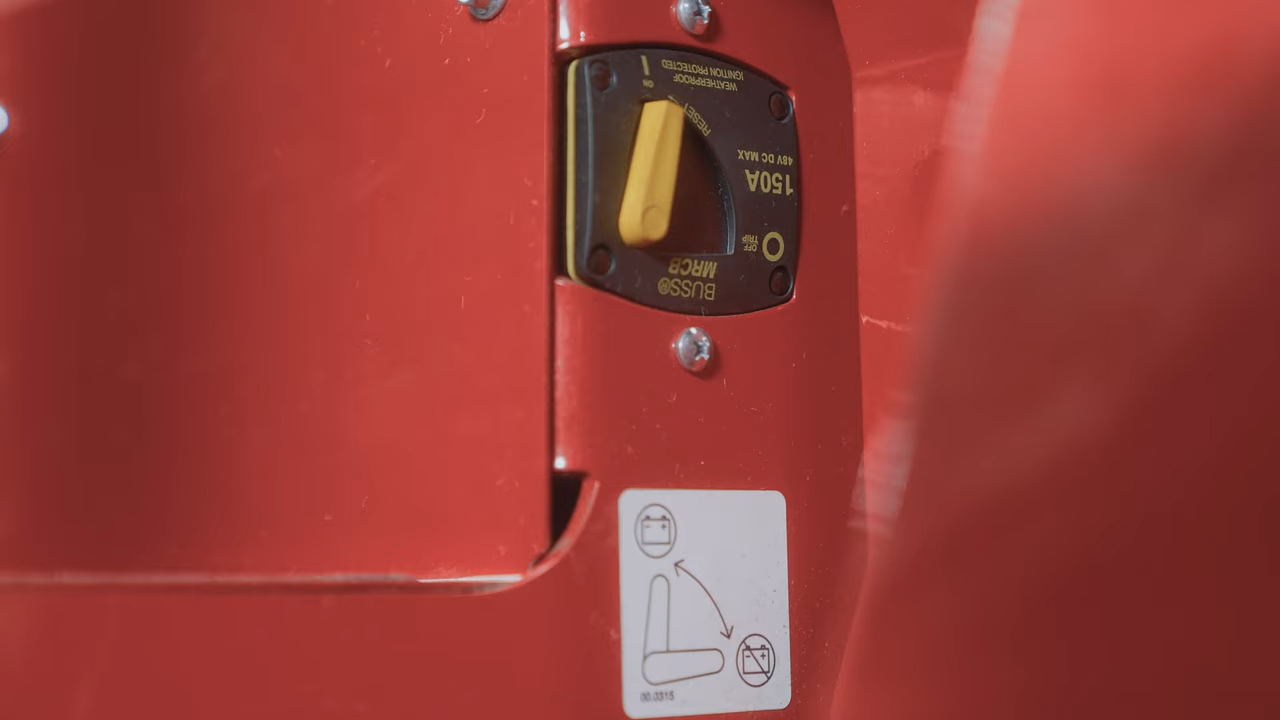 BUSS®
MRCB
OFF
TRIP
150A
48V DC MAX
RESET
ON
WEATHERPROOF
IGNITION PROTECTED
00.0315